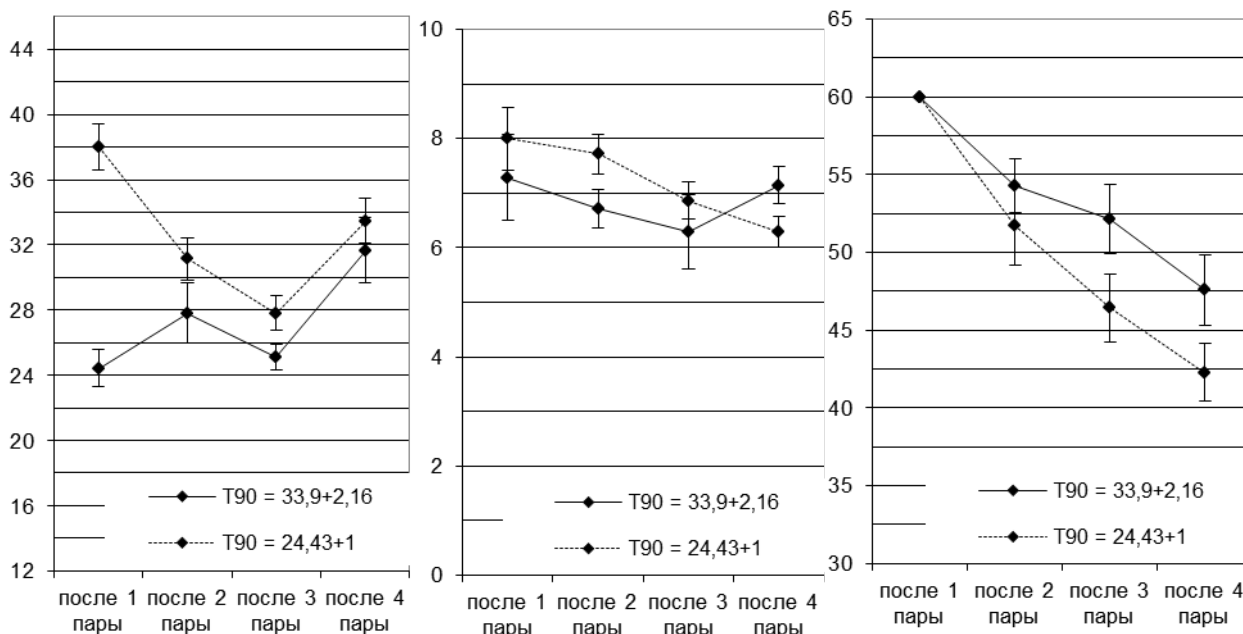 44
40
36
32
28
24
20
16
12
T90 = 33,9+2,16
T90 = 24,43+1
после 1 пары
после 2 пары
после 3 пары
после 4 пары
10
8
6
4
2
0
T90 = 33,9+2,16
T90 = 24,43+1
после 1 пары
после 2 пары
после 3 пары
после 4 пары
65
60
55
50
45
40
35
30
T90 = 33,9+2,16
T90 = 24,43+1
после 1 пары
после 2 пары
после 3 пары
после 4 пары